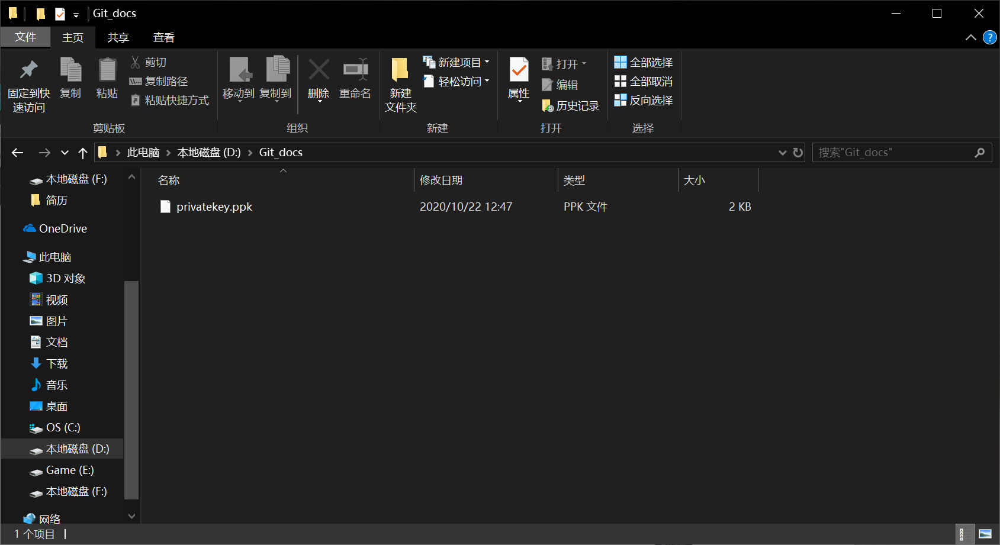 Git_docs
文件 主页 共享 查看
固定到快速访问
复制
粘贴
剪切
复制路径
粘贴快捷方式
剪贴板
移动到
复制到
删除
重命名
组织
新建
文件夹
新建项目
轻松访问
新建
属性
打开
编辑
历史记录
打开
全部选择
全部取消
反向选择
选择
此电脑 本地磁盘 (D:) Git_docs
搜索"Git_docs"
本地磁盘 (F:)
简历
OneDrive
此电脑
3D 对象
视频
图片
文档
下载
音乐
桌面
OS (C:)
本地磁盘 (D:)
Game (E:)
本地磁盘 (F:)
网络
名称 修改日期 类型 大小
privatekey.ppk 2020/10/22 12:47 PPK 文件 2 KB
1 个项目